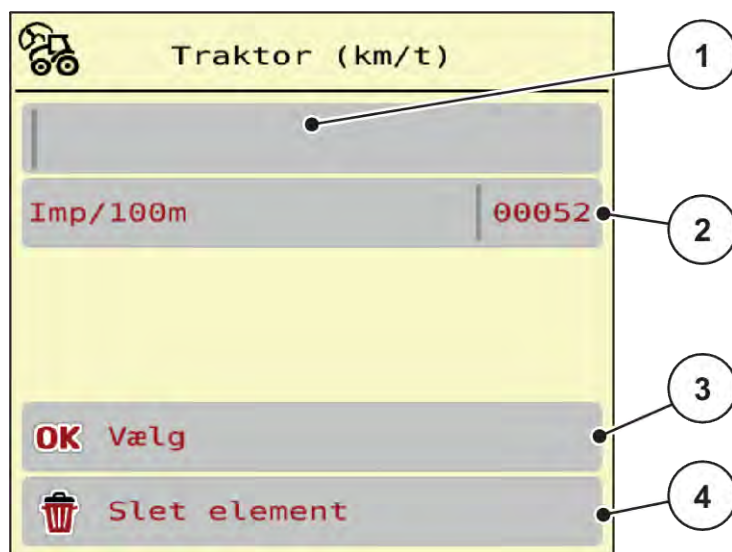 Traktor (km/t)
1
Imp/100m 00052
2
OK Vælg
3
Slet element
4